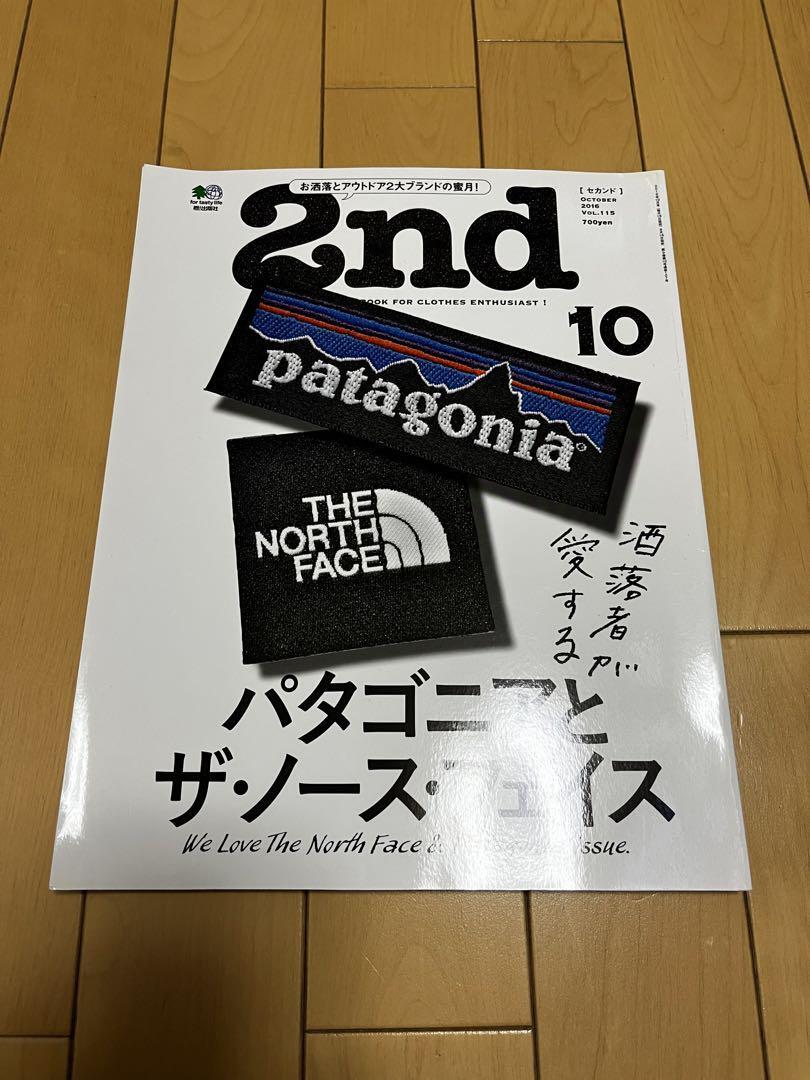 お洒落とアウトドア2大ブランドの蜜月!
for tasty life
枻出版社
2nd
[ セカンド ]
OCTOBER
2016
VOL.115
700yen
BOOK FOR CLOTHES ENTHUSIAST !
10
patagonia®
THE
NORTH
FACE
洒落者が
愛する
パタゴニアと
ザ・ノース・フェイス
We Love The North Face & Issue.